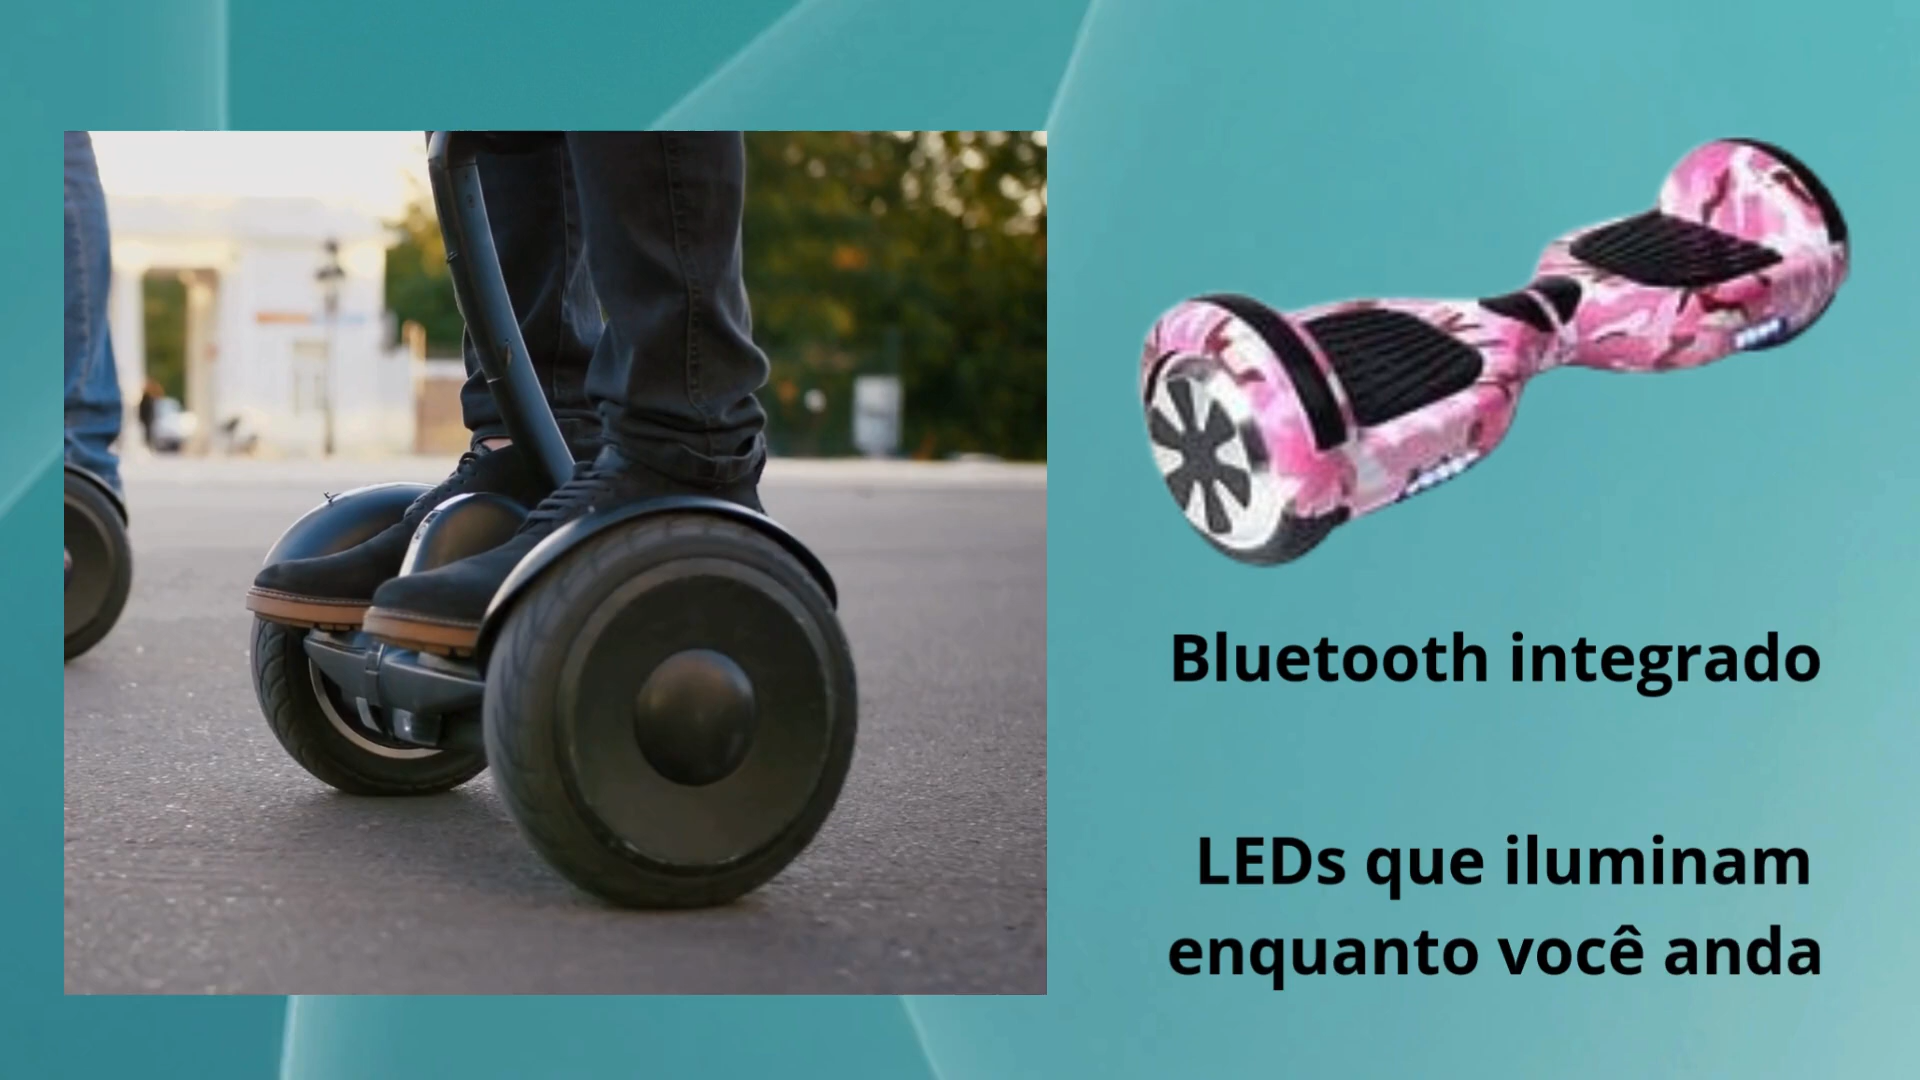 Bluetooth integrado
LEDs que iluminam
enquanto você anda